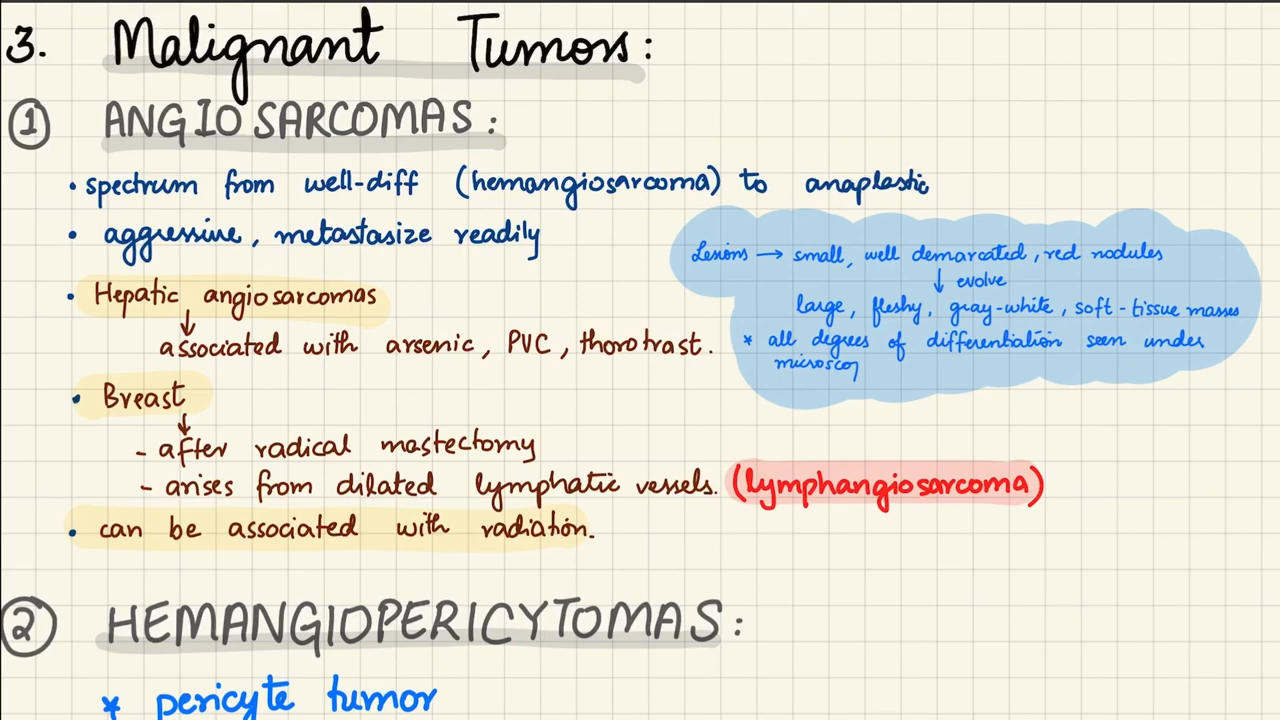 3. Malignant Tumors:
① ANGIOSARCOMAS:
• spectrum from well-diff (hemangiosarcoma) to anaplastic
• aggressive, metastasize readily
Lesions → small, well demarcated, red nodules
↓ evolve
large, fleshy, gray-white, soft-tissue masses
* all degrees of differentiation seen under
microscop
• Hepatic angiosarcomas
↓
associated with arsenic, PVC, thorotrast.
• Breast
↓
- after radical mastectomy
- arises from dilated lymphatic vessels. (lymphangiosarcoma)
• can be associated with radiation.
② HEMANGIOPERICYTOMAS:
* pericyte tumor